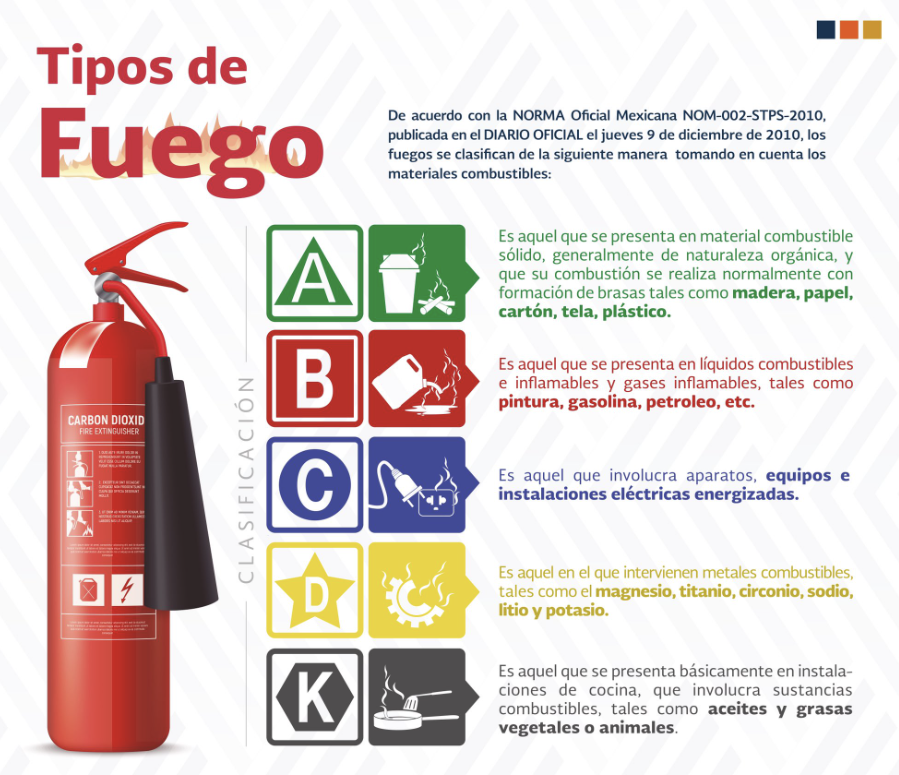 Tipos de
Fuego
De acuerdo con la NORMA Oficial Mexicana NOM-002-STPS-2010,
publicada en el DIARIO OFICIAL el jueves 9 de diciembre de 2010, los
fuegos se clasifican de la siguiente manera tomando en cuenta los
materiales combustibles:
CARBON DIOXID
FIRE EXTINGUISHER
CLASIFICACIÓN
A
Es aquel que se presenta en material combustible
sólido, generalmente de naturaleza orgánica, y
que su combustión se realiza normalmente con
formación de brasas tales como madera, papel,
cartón, tela, plástico.
B
Es aquel que se presenta en líquidos combustibles
e inflamables y gases inflamables, tales como
pintura, gasolina, petroleo, etc.
C
Es aquel que involucra aparatos, equipos e
instalaciones eléctricas energizadas.
D
Es aquel en el que intervienen metales combustibles,
tales como el magnesio, titanio, circonio, sodio,
litio y potasio.
K
Es aquel que se presenta básicamente en instala-
ciones de cocina, que involucra sustancias
combustibles, tales como aceites y grasas
vegetales o animales.